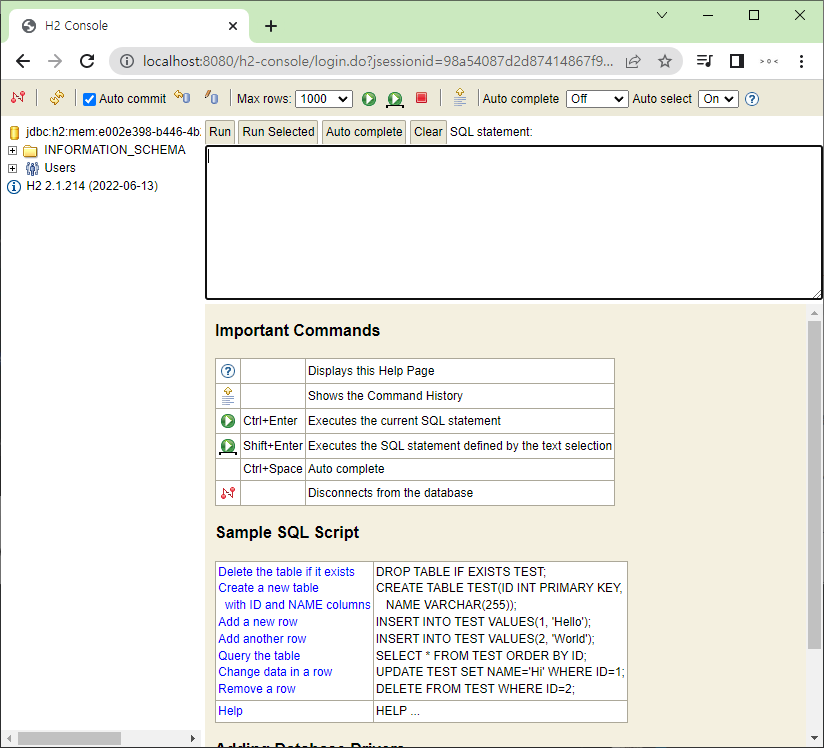 H2 Console
localhost:8080/h2-console/login.do?jsessionid=98a54087d2d87414867f9...
Auto commit
Max rows: 1000
Auto complete Off
Auto select On
jdbc:h2:mem:e002e398-b446-4b
INFORMATION_SCHEMA
Users
H2 2.1.214 (2022-06-13)
Run Run Selected Auto complete Clear SQL statement:
Important Commands
Displays this Help Page
Shows the Command History
Ctrl+Enter Executes the current SQL statement
Shift+Enter Executes the SQL statement defined by the text selection
Ctrl+Space Auto complete
Disconnects from the database
Sample SQL Script
Delete the table if it exists DROP TABLE IF EXISTS TEST;
Create a new table CREATE TABLE TEST(ID INT PRIMARY KEY,
with ID and NAME columns NAME VARCHAR(255));
Add a new row INSERT INTO TEST VALUES(1, 'Hello');
Add another row INSERT INTO TEST VALUES(2, 'World');
Query the table SELECT * FROM TEST ORDER BY ID;
Change data in a row UPDATE TEST SET NAME='Hi' WHERE ID=1;
Remove a row DELETE FROM TEST WHERE ID=2;
Help HELP ...
Adding Database Drivers